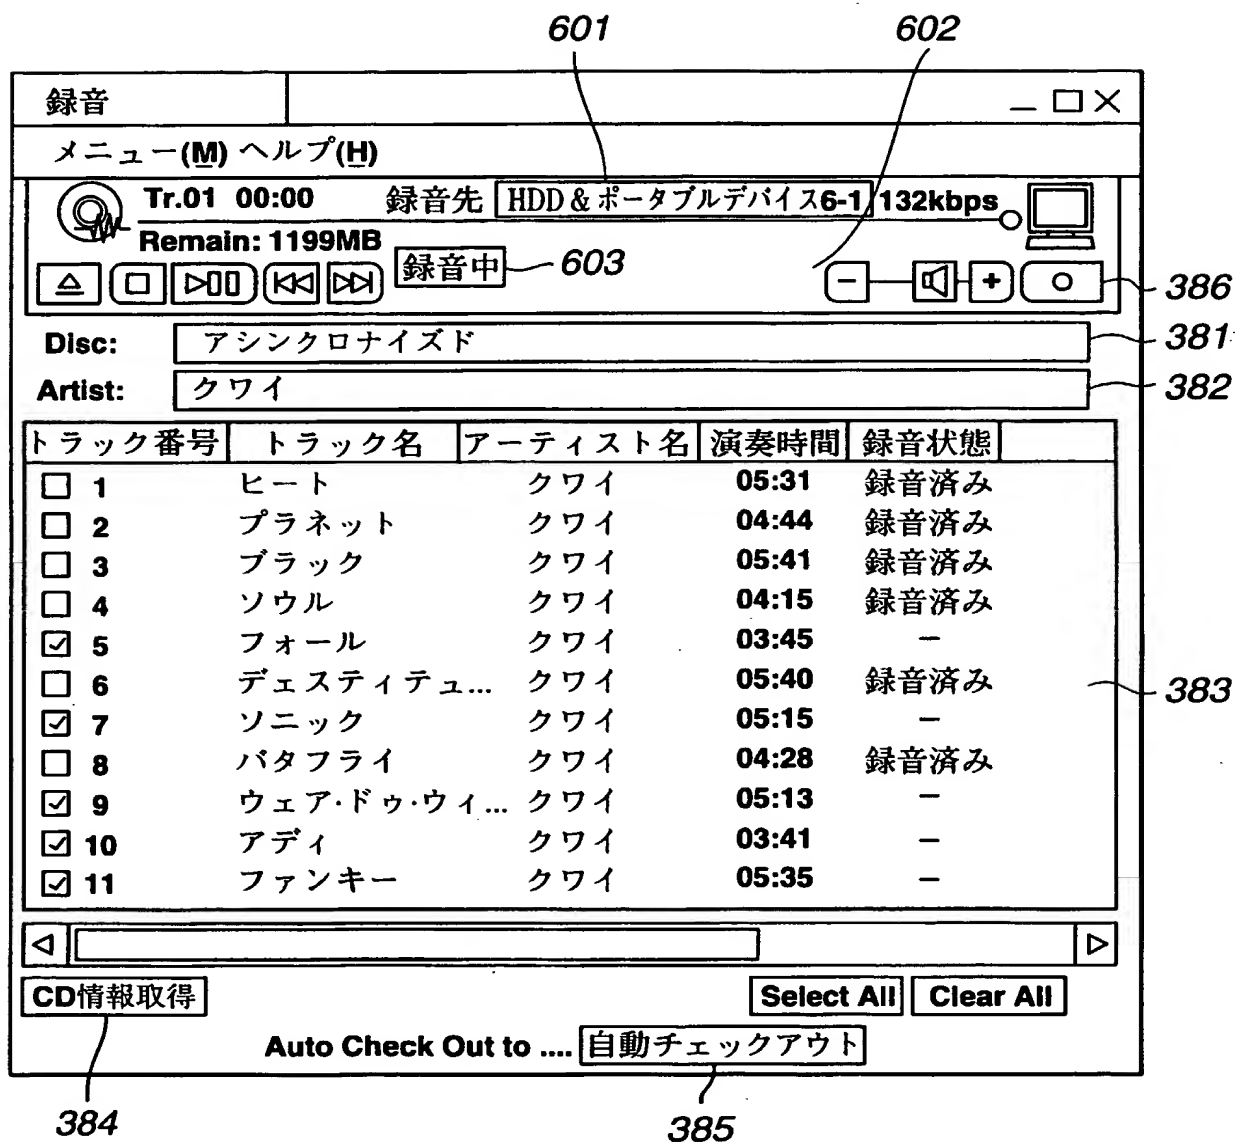 601 602
録音
メニュー(M) ヘルプ(H)
Tr.01 00:00 録音先 HDD&ポータブルデバイス6-1 132kbps
Remain: 1199MB
録音中 603
386
Disc: アシンクロナイズド 381
Artist: クワイ 382
トラック番号 トラック名 アーティスト名 演奏時間 録音状態
1 ヒート クワイ 05:31 録音済み
2 プラネット クワイ 04:44 録音済み
3 ブラック クワイ 05:41 録音済み
4 ソウル クワイ 04:15 録音済み
5 フォール クワイ 03:45 –
6 デェスティテュ... クワイ 05:40 録音済み
383
7 ソニック クワイ 05:15 –
8 バタフライ クワイ 04:28 録音済み
9 ウェア·ドゥ·ウィ... クワイ 05:13 –
10 アディ クワイ 03:41 –
11 ファンキー クワイ 05:35 –
CD情報取得 Select All Clear All
Auto Check Out to .... 自動チェックアウト
384 385